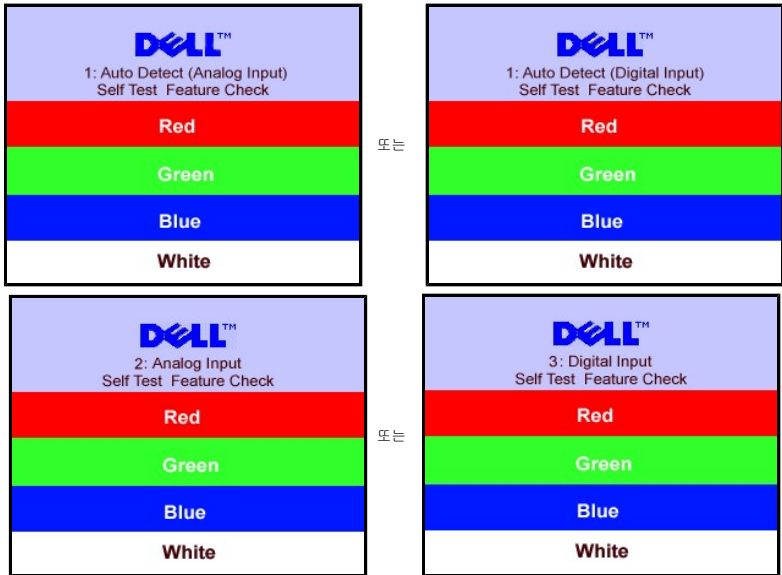 DELL™
1: Auto Detect (Analog Input)
Self Test Feature Check
Red
Green
Blue
White
또는
DELL™
1: Auto Detect (Digital Input)
Self Test Feature Check
Red
Green
Blue
White
DELL™
2: Analog Input
Self Test Feature Check
Red
Green
Blue
White
또는
DELL™
3: Digital Input
Self Test Feature Check
Red
Green
Blue
White